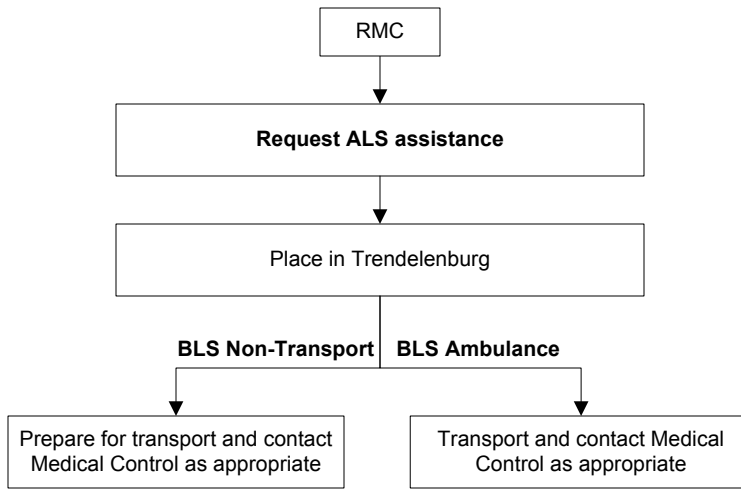 RMC
Request ALS assistance
Place in Trendelenburg
BLS Non-Transport
BLS Ambulance
Prepare for transport and contact
Medical Control as appropriate
Transport and contact Medical
Control as appropriate